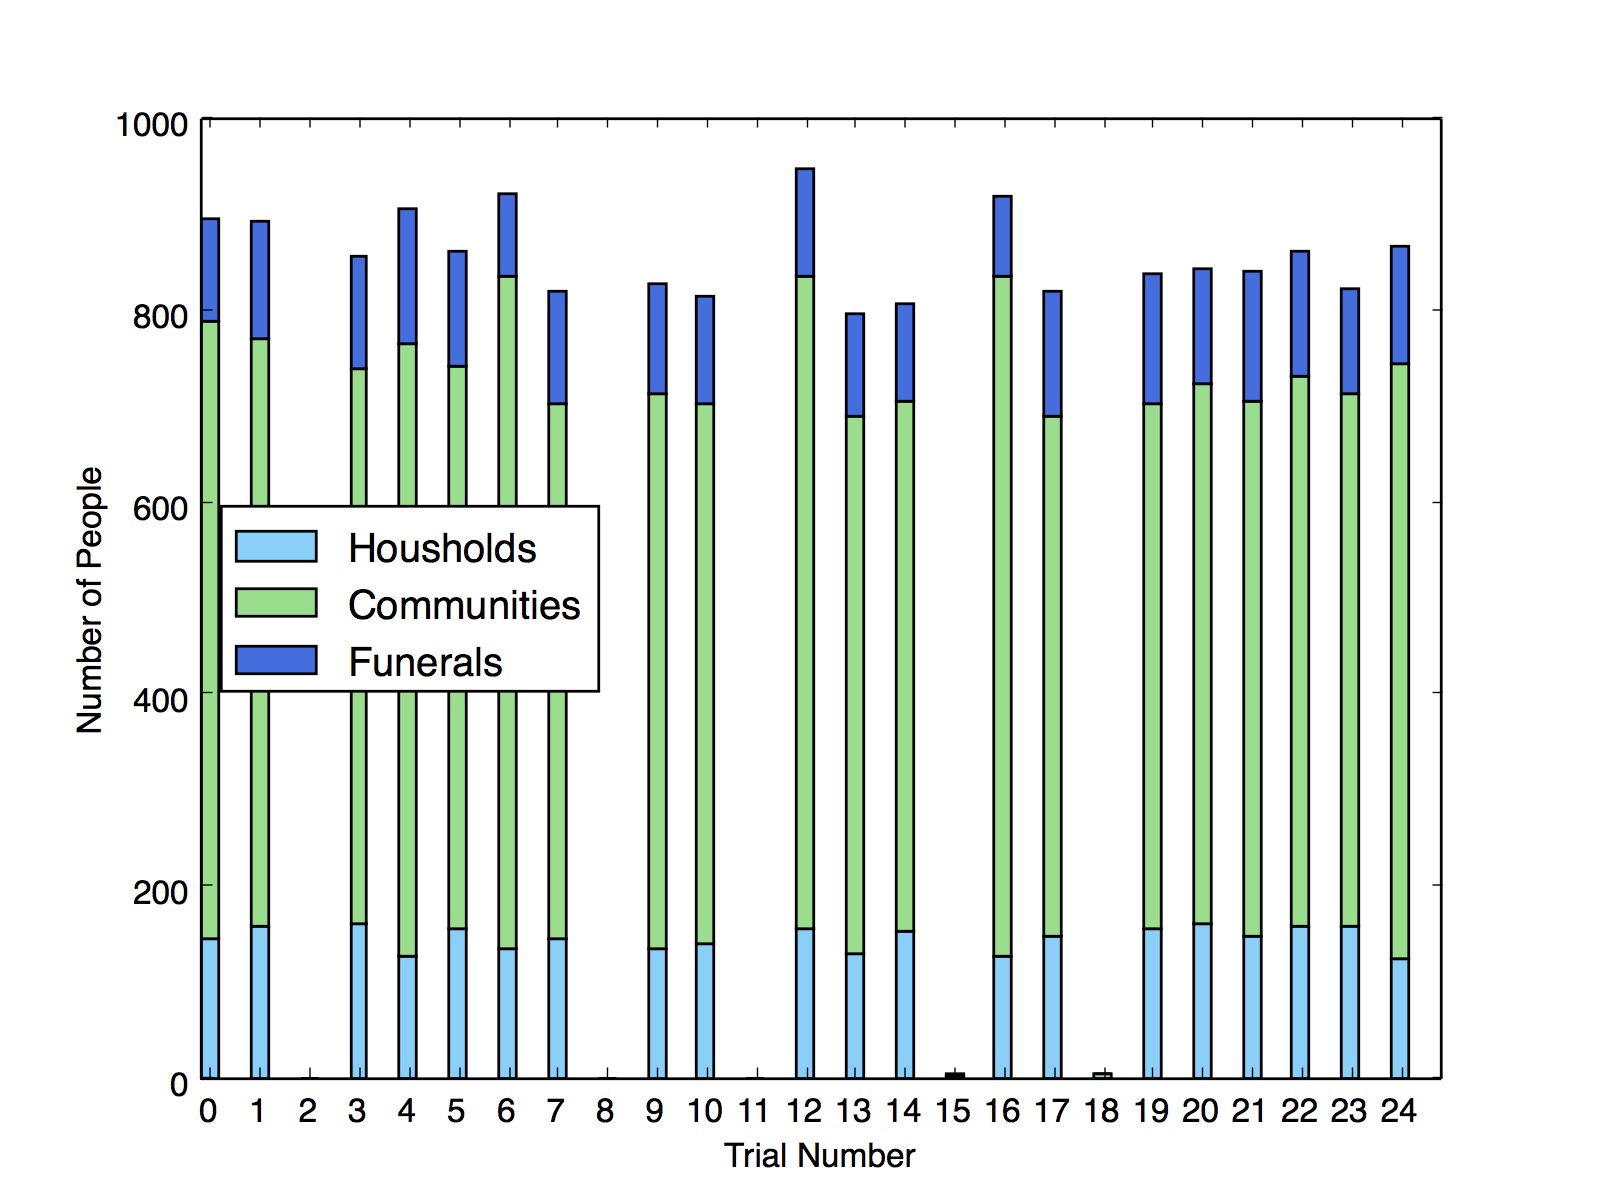 1000
800
600
400
200
0
Number of People
Housholds
Communities
Funerals
0 1 2 3 4 5 6 7 8 9 10 11 12 13 14 15 16 17 18 19 20 21 22 23 24
Trial Number